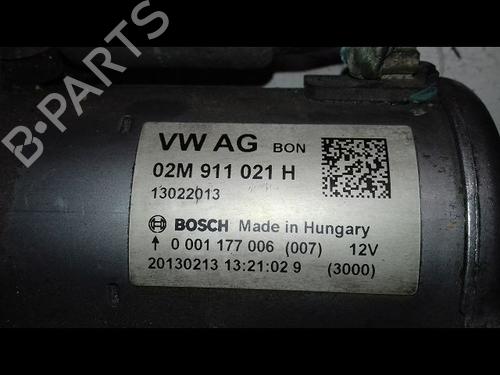 B-PARTS
VW AG BON
02M 911 021 H
13022013
BOSCH Made in Hungary
↑ 0 001 177 006 (007) 12V
20130213 13:21:02 9 (3000)